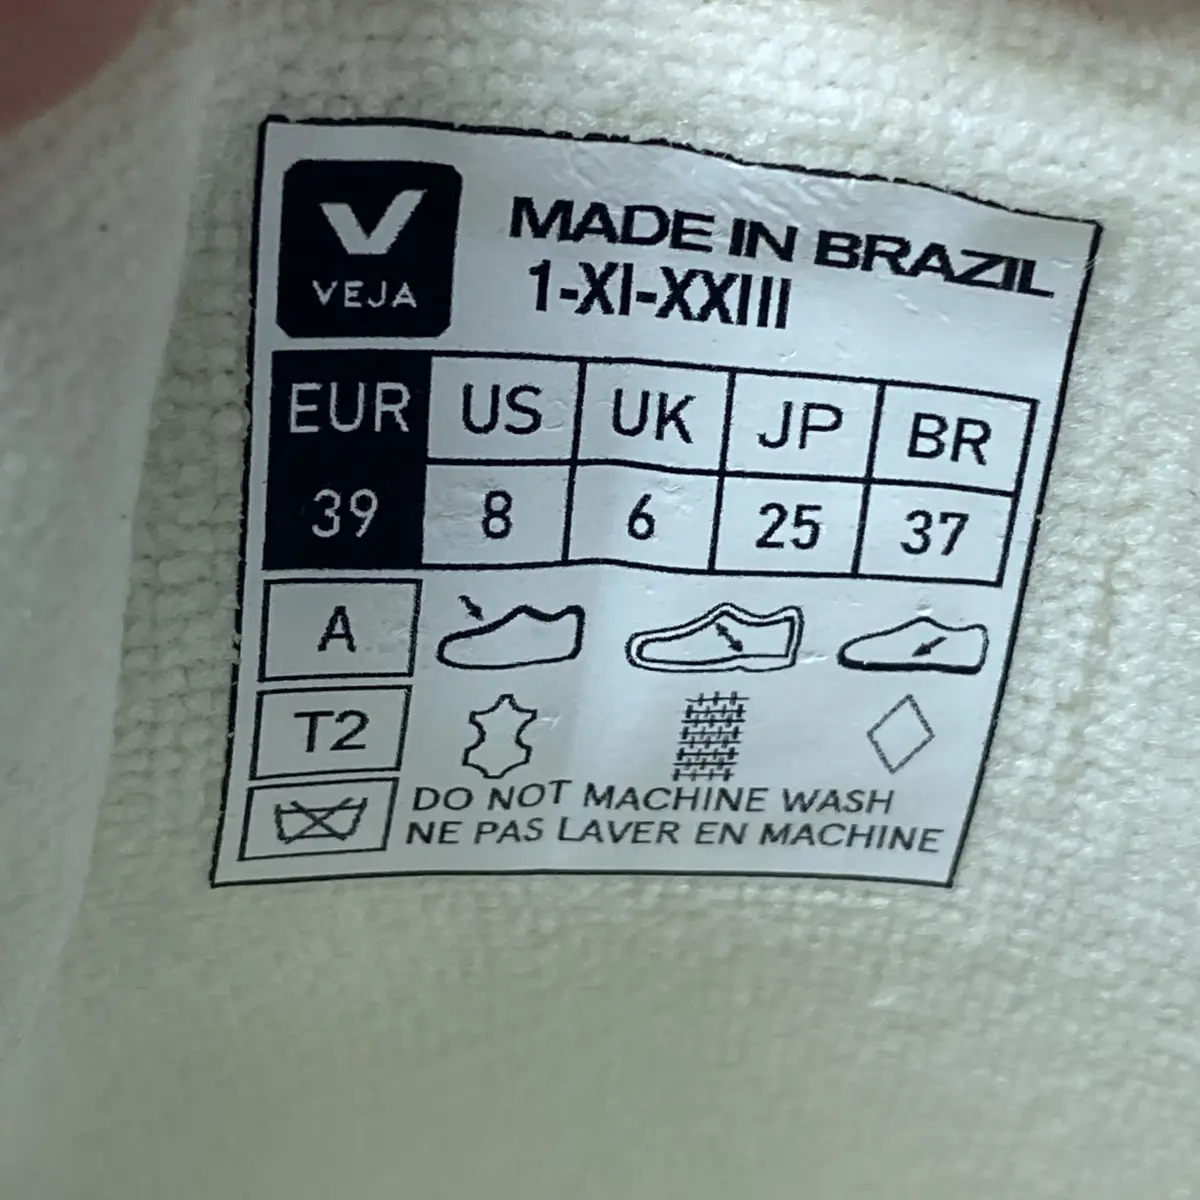 VEJA
MADE IN BRAZIL
1-XI-XXIII
EUR US UK JP BR
39 8 6 25 37
A
T2
DO NOT MACHINE WASH
NE PAS LAVER EN MACHINE